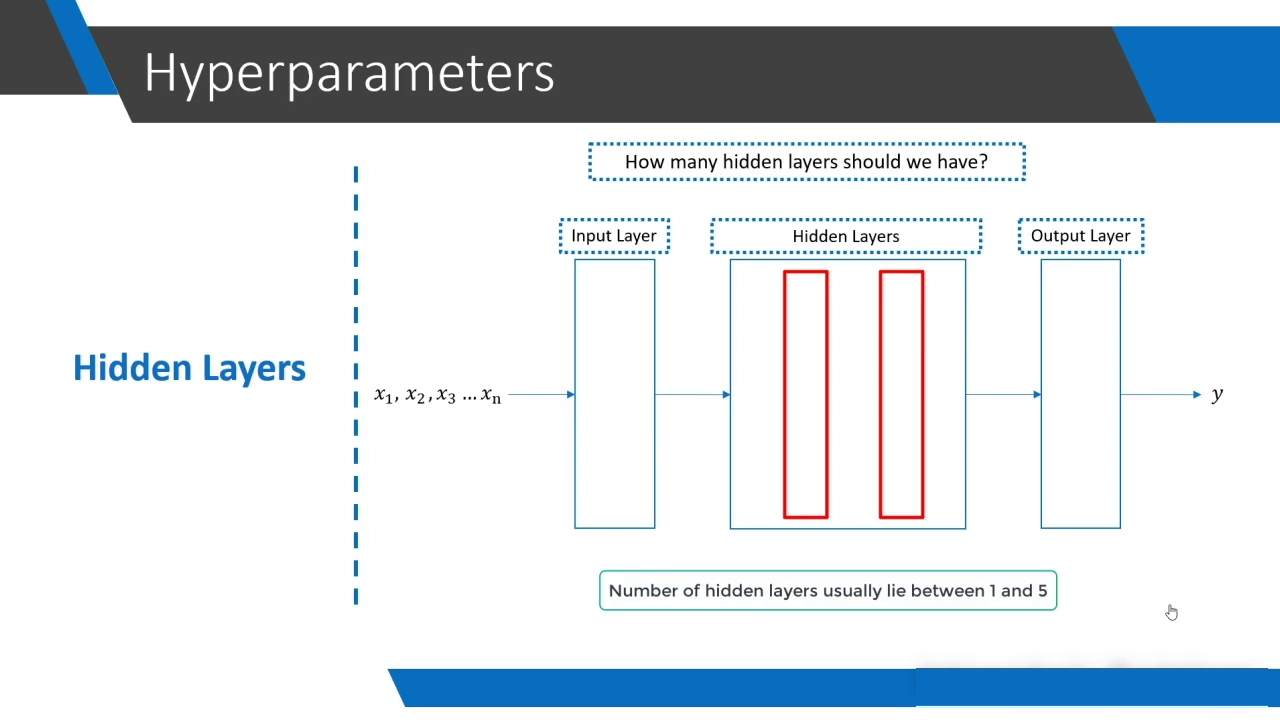 Hyperparameters
How many hidden layers should we have?
Input Layer
Hidden Layers
Output Layer
Hidden Layers
x₁, x₂, x₃ ... xₙ
y
Number of hidden layers usually lie between 1 and 5